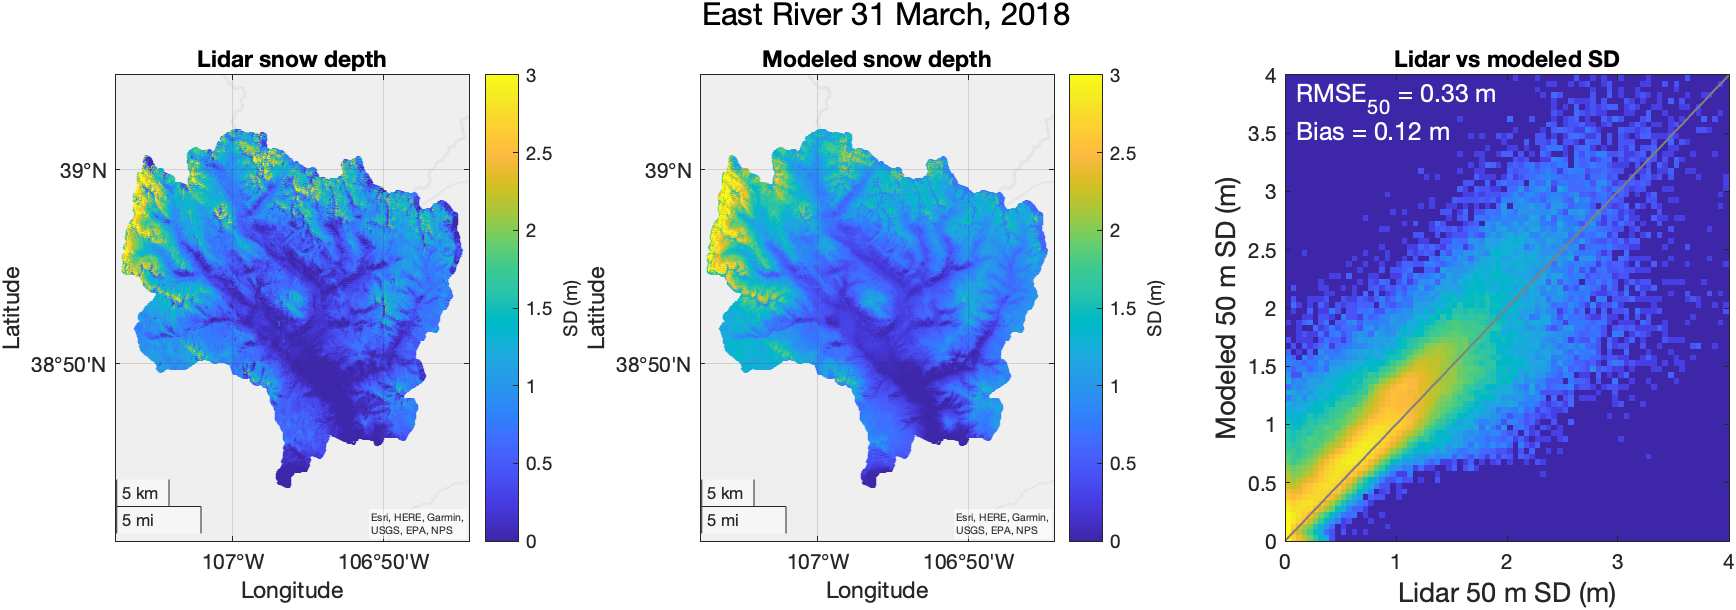 East River 31 March, 2018
Lidar snow depth
39°N
38°50'N
Latitude
107°W
106°50'W
Longitude
5 km
5 mi
Esri, HERE, Garmin,
USGS, EPA, NPS
3
2.5
2
1.5
1
0.5
0
SD (m)
Modeled snow depth
39°N
38°50'N
Latitude
107°W
106°50'W
Longitude
5 km
5 mi
Esri, HERE, Garmin,
USGS, EPA, NPS
3
2.5
2
1.5
1
0.5
0
SD (m)
Lidar vs modeled SD
RMSE50 = 0.33 m
Bias = 0.12 m
4
3.5
3
2.5
2
1.5
1
0.5
0
Modeled 50 m SD (m)
0
1
2
3
4
Lidar 50 m SD (m)